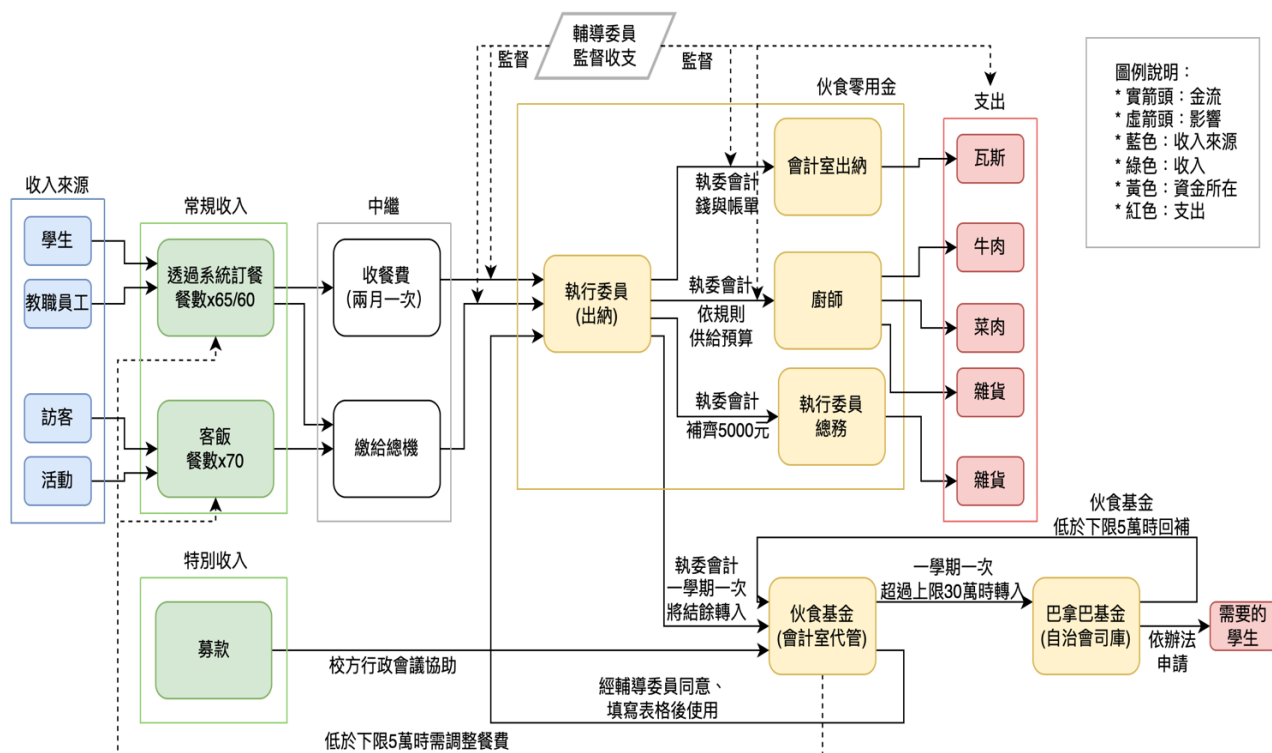 輔導委員
監督收支
監督
監督
圖例說明：
* 實箭頭：金流
* 虛箭頭：影響
* 藍色：收入來源
* 綠色：收入
* 黃色：資金所在
* 紅色：支出
收入來源
學生
教職員工
訪客
活動
常規收入
透過系統訂餐
餐數x65/60
客飯
餐數x70
中繼
收餐費
(兩月一次)
繳給總機
伙食零用金
執行委員
(出納)
執委會計
錢與帳單
會計室出納
執委會計
依規則
供給預算
廚師
執委會計
補齊5000元
執行委員
總務
支出
瓦斯
牛肉
菜肉
雜貨
雜貨
特別收入
募款
校方行政會議協助
執委會計
一學期一次
將結餘轉入
伙食基金
(會計室代管)
一學期一次
超過上限30萬時轉入
伙食基金
低於下限5萬時回補
巴拿巴基金
(自治會司庫)
依辦法
申請
需要的
學生
經輔導委員同意、
填寫表格後使用
低於下限5萬時需調整餐費